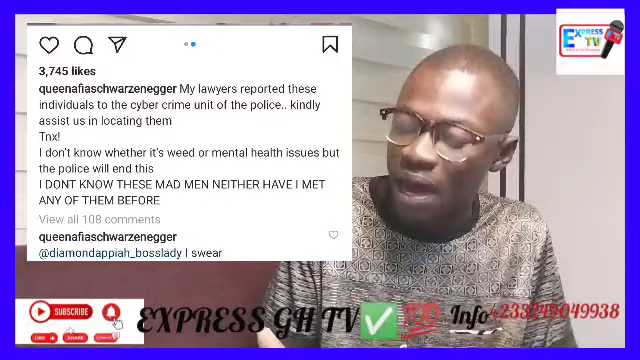 3,745 likes
queenafiaschwarzenegger My lawyers reported these
individuals to the cyber crime unit of the police.. kindly
assist us in locating them
Tnx!
I don't know whether it's weed or mental health issues but
the police will end this
I DONT KNOW THESE MAD MEN NEITHER HAVE I MET
ANY OF THEM BEFORE
View all 108 comments
queenafiaschwarzenegger
@diamondappiah_bosslady I swear
EXPRESS
TV
SUBSCRIBE
LIKE SHARE
EXPRESS GH TV✅💯 Info+233249049938